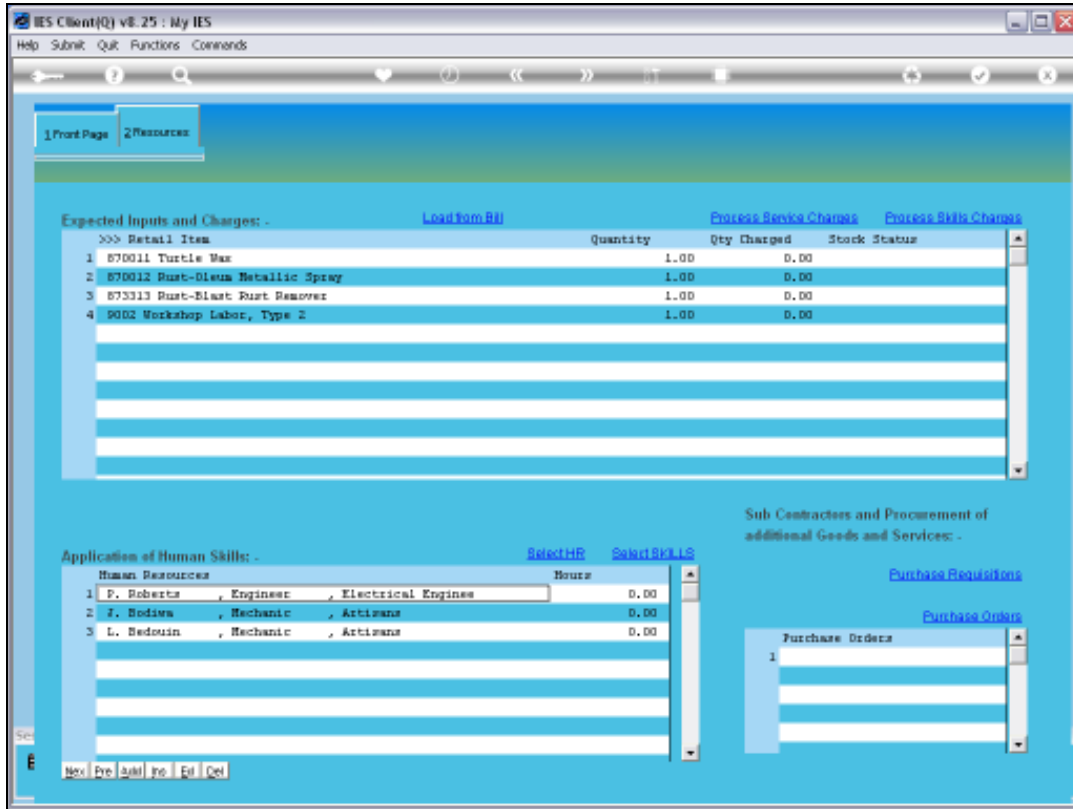 IES Client(Q) v8.25 : My IES
Help Submit Quit Functions Commands
1 Front Page 2 Resources
Expected Inputs and Charges: - Load from Bill Process Service Charges Process Skills Charges
>>> Retail Item Quantity Qty Charged Stock Status
1 870011 Turtle Wax 1.00 0.00
2 870012 Rust-Oleum Metallic Spray 1.00 0.00
3 873313 Rust-Blast Rust Remover 1.00 0.00
4 9002 Workshop Labor, Type 2 1.00 0.00
Sub Contractors and Procurement of
additional Goods and Services: -
Application of Human Skills: - Select HR Select SKILLS
Human Resources Hours
Purchase Requisitions
1 P. Roberts , Engineer , Electrical Enginee 0.00
2 J. Bodiwa , Mechanic , Artisans 0.00
3 L. Bedouin , Mechanic , Artisans 0.00
Purchase Orders
Purchase Orders
1
Nex Pre Add Ins Ed Del